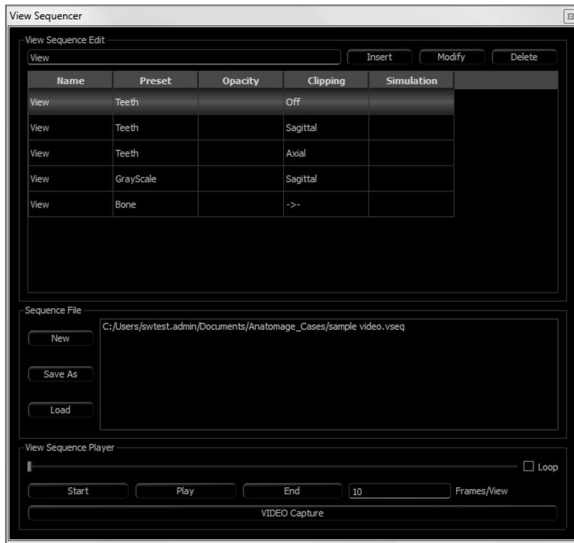 View Sequencer
View Sequence Edit
View Insert Modify Delete
Name Preset Opacity Clipping Simulation
View Teeth Off
View Teeth Sagittal
View Teeth Axial
View GrayScale Sagittal
View Bone ->-
Sequence File
C:/Users/swtest.admin/Documents/Anatomage_Cases/sample video.vseq
New
Save As
Load
View Sequence Player
Loop
Start Play End 10 Frames/View
VIDEO Capture